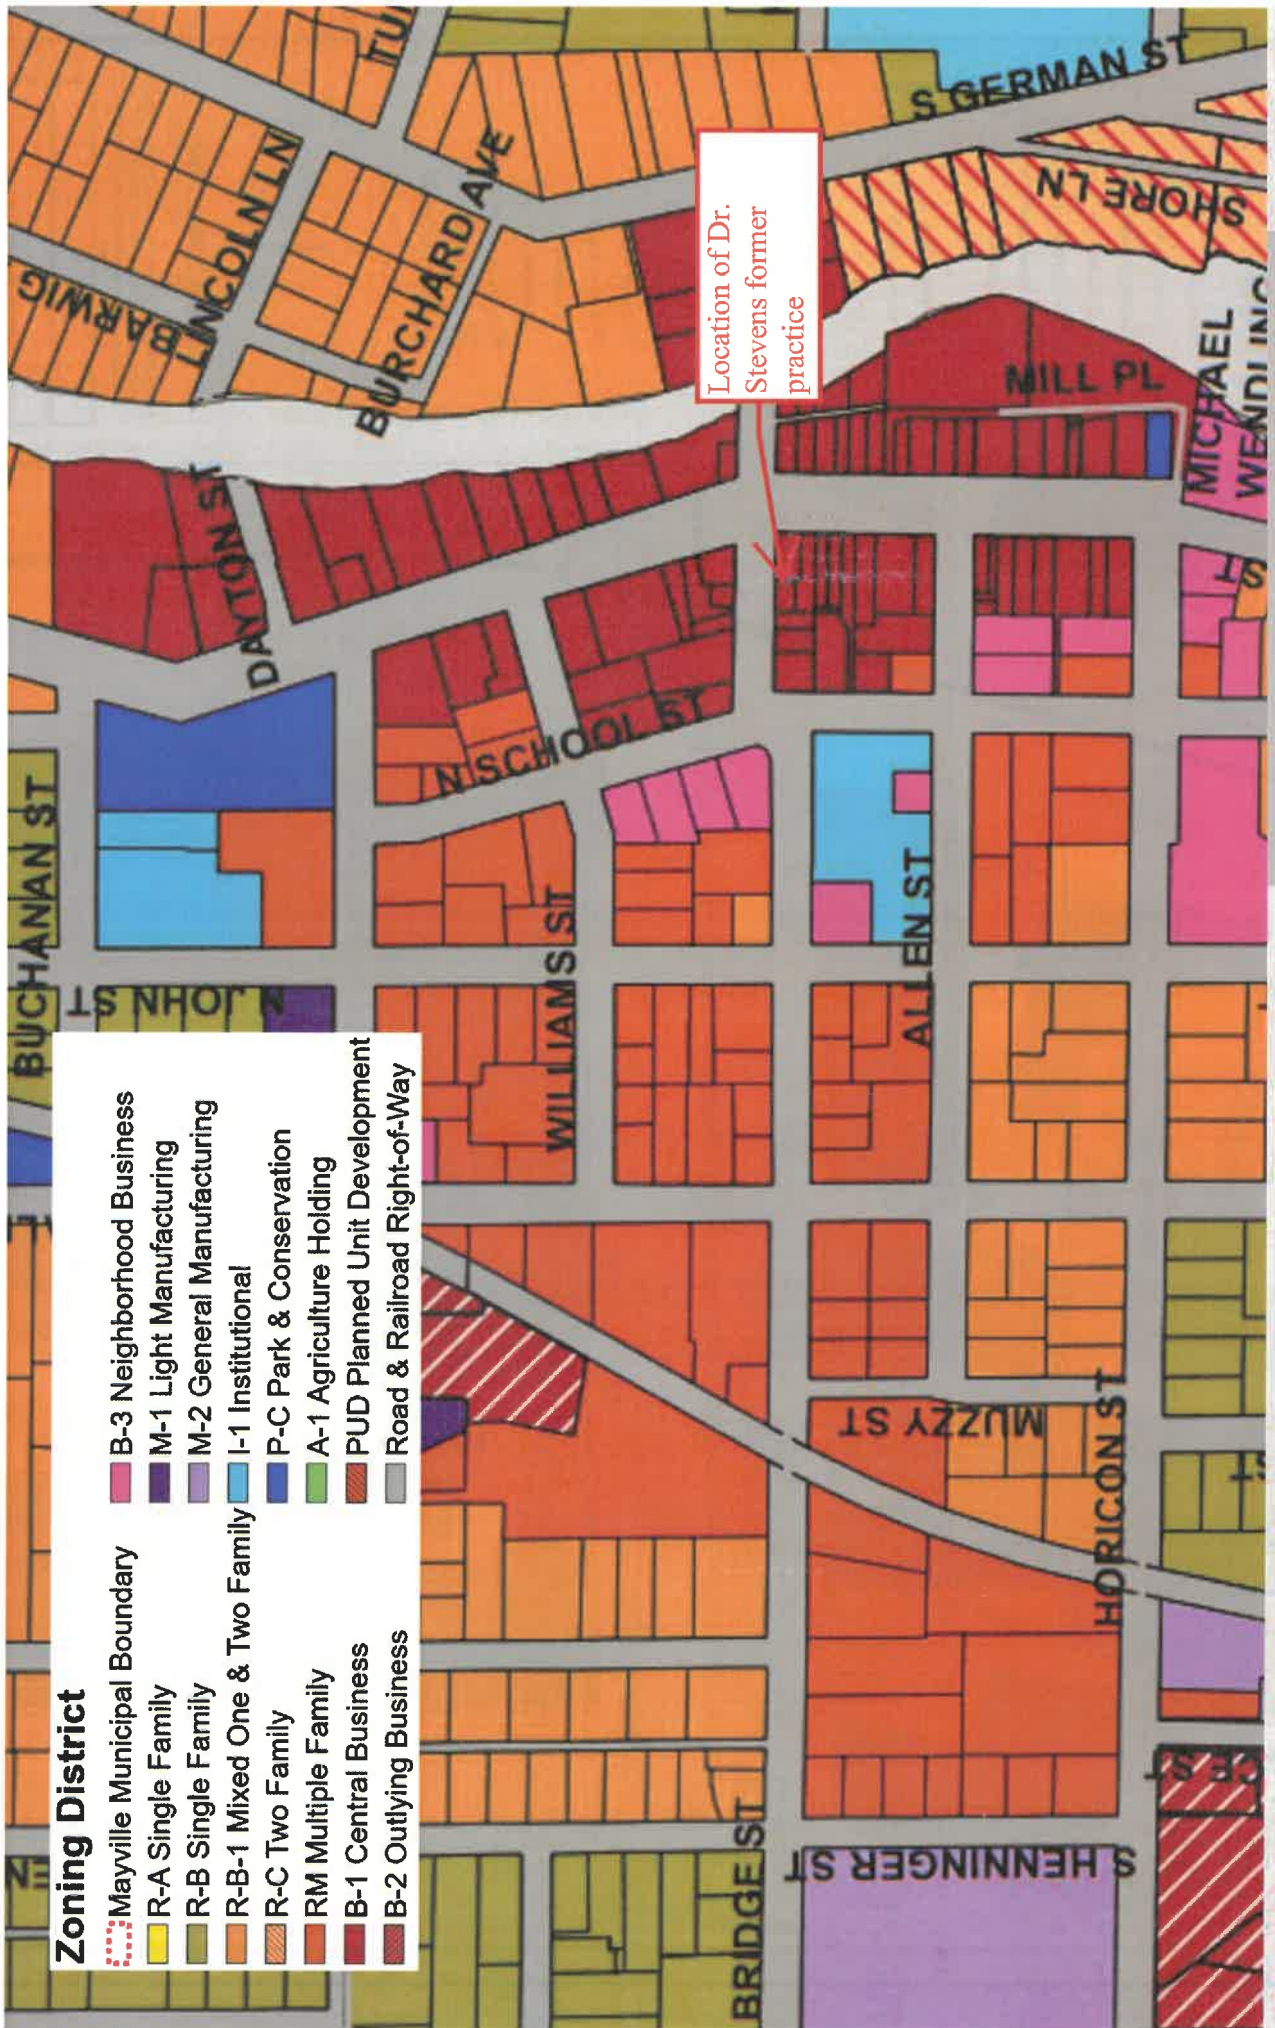 Zoning District
Mayville Municipal Boundary
R-A Single Family
R-B Single Family
R-B-1 Mixed One & Two Family
R-C Two Family
RM Multiple Family
B-1 Central Business
B-2 Outlying Business
B-3 Neighborhood Business
M-1 Light Manufacturing
M-2 General Manufacturing
I-1 Institutional
P-C Park & Conservation
A-1 Agriculture Holding
PUD Planned Unit Development
Road & Railroad Right-of-Way
Location of Dr.
Stevens former
practice
BUCHANAN ST
N JOHN ST
DAYTON ST
BARWIG
LINCOLN LN
BURCHARD AVE
S GERMAN ST
SHORE LN
MILL PL
MICHAEL
N SCHOOL ST
WILLIAMS ST
ALLEN ST
MUZZY ST
HORICON ST
BRIDGE ST
S HENNINGER ST
ST
ST